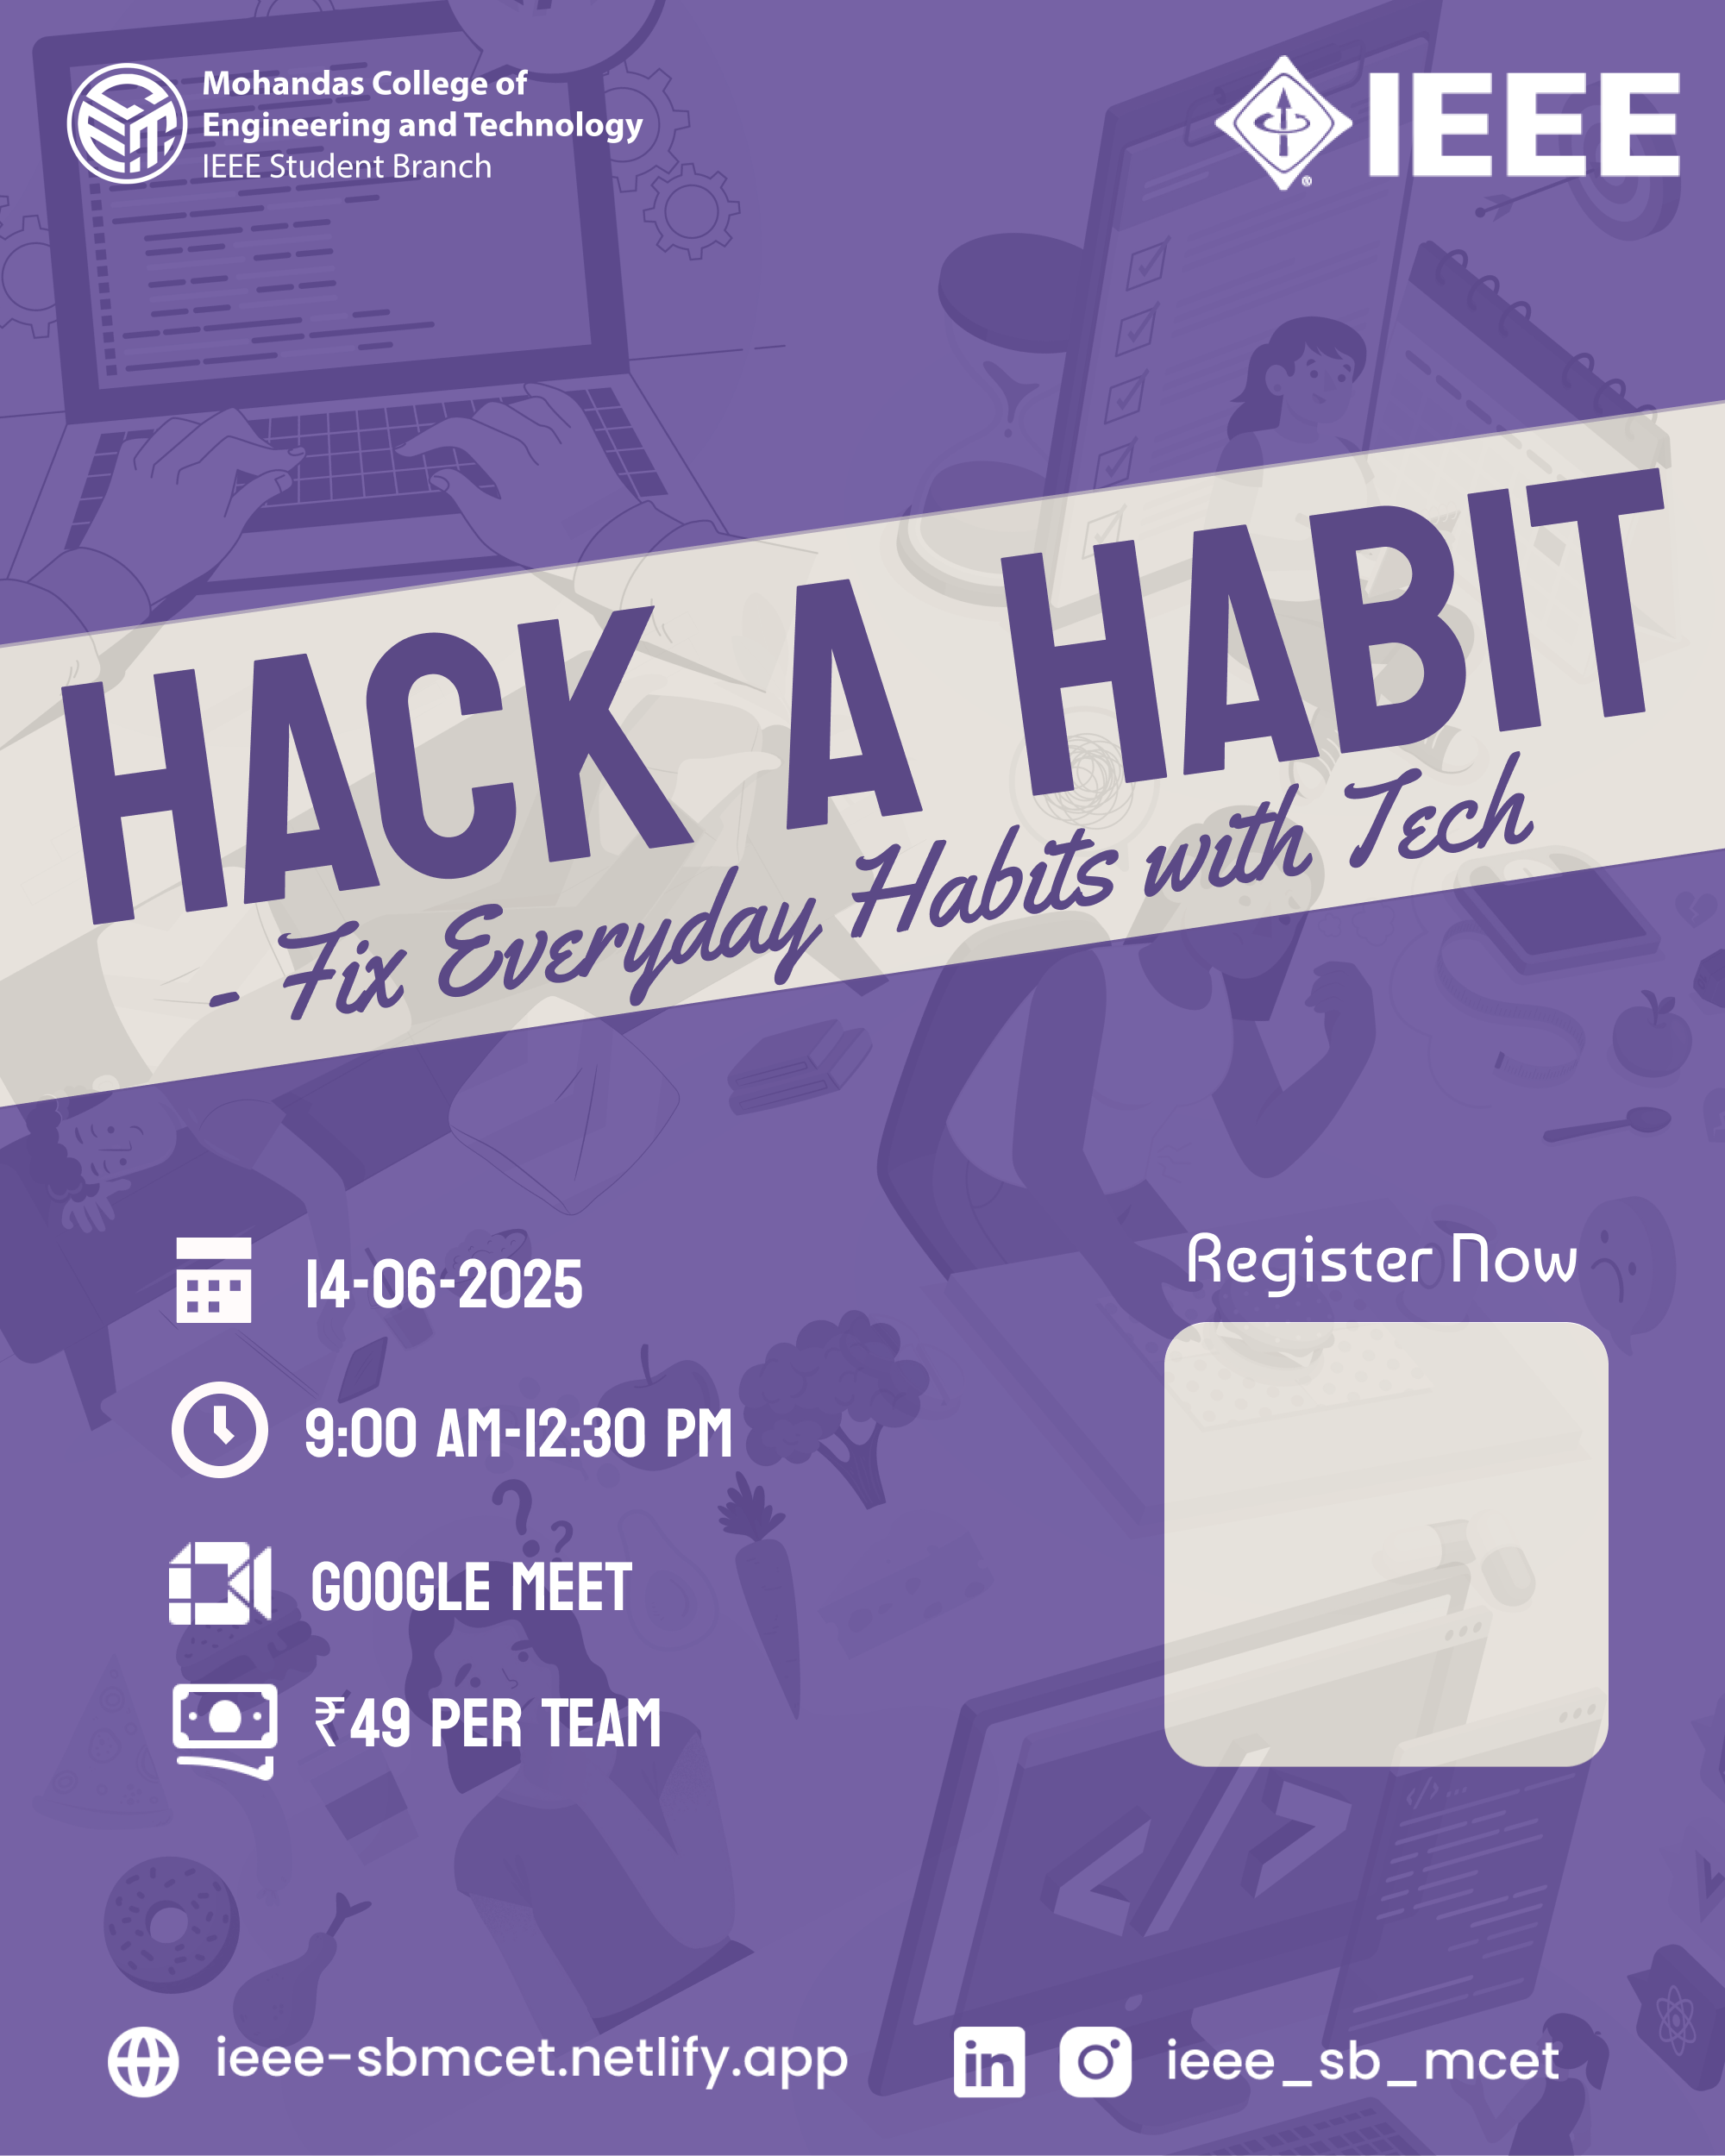 Mohandas College of
Engineering and Technology
IEEE Student Branch
IEEE
HACK A HABIT
- Fix Everyday Habits with Tech
14-06-2025
9:00 AM-12:30 PM
GOOGLE MEET
₹49 PER TEAM
Register Now
ieee-sbmcet.netlify.app
in
ieee_sb_mcet